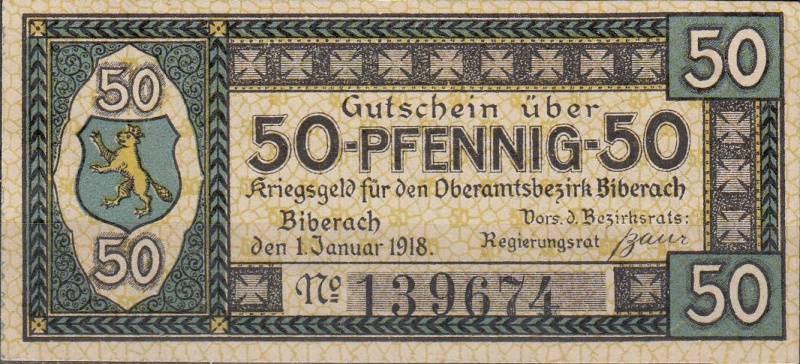 50
50
50
Gutschein über
50-PFENNIG-50
Kriegsgeld für den Oberamtsbezirk Biberach
Biberach
den 1. Januar 1918.
Vors. d. Bezirksrats:
Regierungsrat
No 139674
50